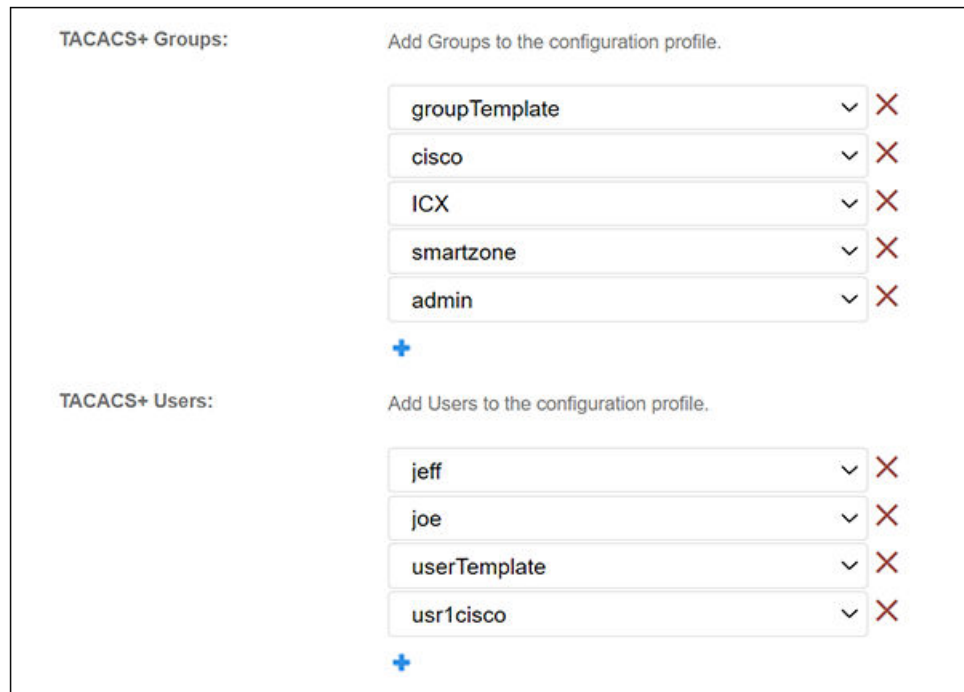 TACACS+ Groups:
Add Groups to the configuration profile.
groupTemplate
cisco
ICX
smartzone
admin
TACACS+ Users:
Add Users to the configuration profile.
jeff
joe
userTemplate
usr1cisco